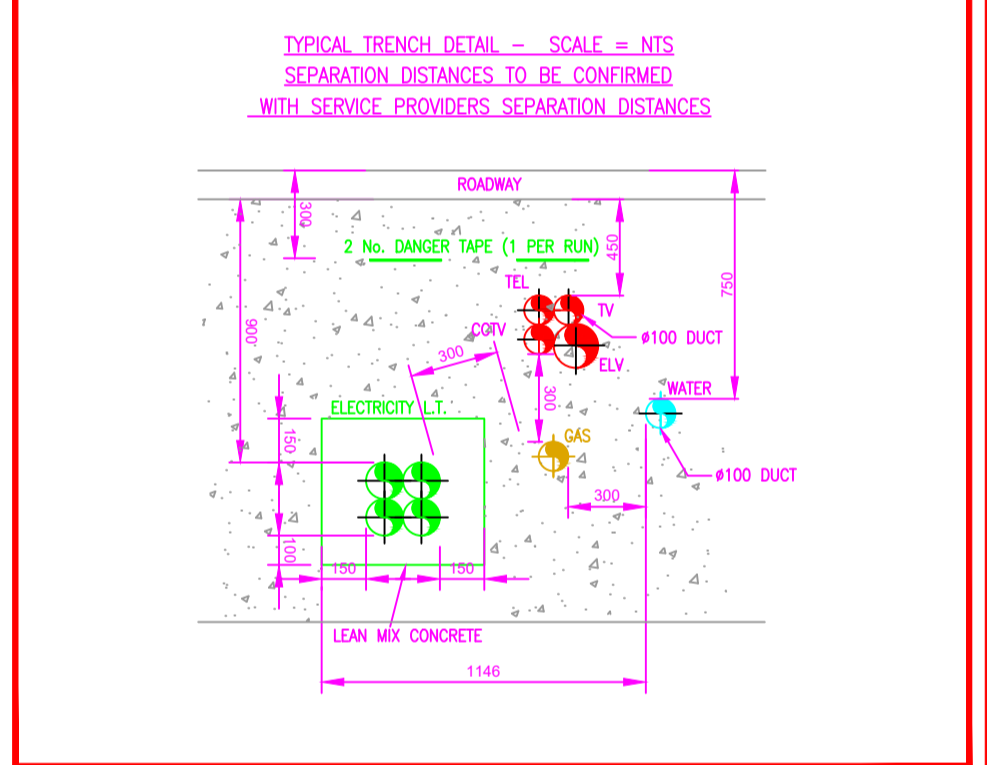 TYPICAL TRENCH DETAIL – SCALE = NTS
SEPARATION DISTANCES TO BE CONFIRMED
WITH SERVICE PROVIDERS SEPARATION DISTANCES
ROADWAY
300
2 No. DANGER TAPE (1 PER RUN)
450
750
TEL
TV
900
CCTV
ø100 DUCT
300
ELV
300
WATER
ELECTRICITY L.T.
GAS
150
ø100 DUCT
300
100
150
150
LEAN MIX CONCRETE
1146